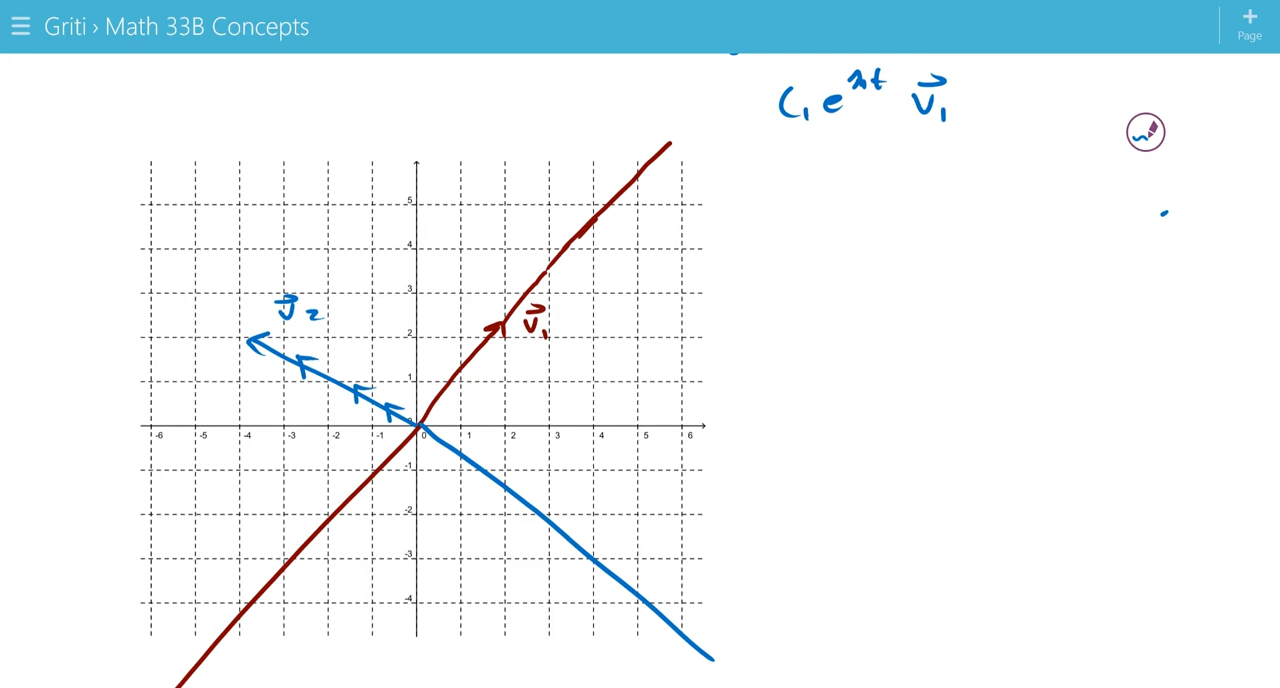 Griti › Math 33B Concepts
Page
C₁ e^λt v⃗₁
5
4
3
v⃗₂
v⃗₁
2
1
0
-6 -5 -4 -3 -2 -1 0 1 2 3 4 5 6
-1
-2
-3
-4